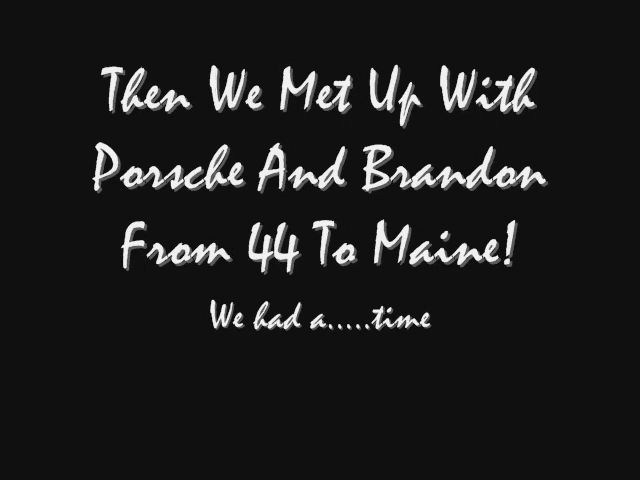 Then We Met Up With
Porsche And Brandon
From 44 To Maine!
We had a.....time